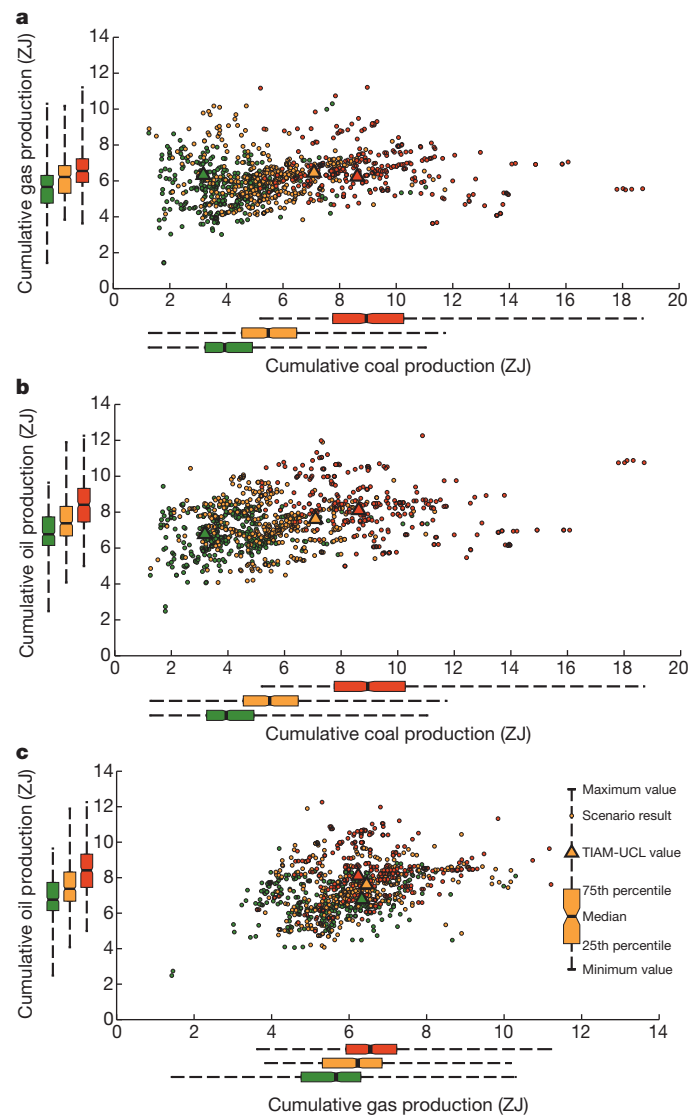 a
Cumulative gas production (ZJ)
14
12
10
8
6
4
2
0
0 2 4 6 8 10 12 14 16 18 20
Cumulative coal production (ZJ)
b
Cumulative oil production (ZJ)
14
12
10
8
6
4
2
0
0 2 4 6 8 10 12 14 16 18 20
Cumulative coal production (ZJ)
c
Cumulative oil production (ZJ)
14
12
10
8
6
4
2
0
Maximum value
Scenario result
TIAM-UCL value
75th percentile
Median
25th percentile
Minimum value
0 2 4 6 8 10 12 14
Cumulative gas production (ZJ)